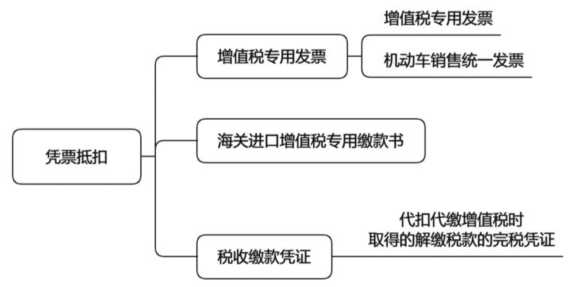 增值税专用发票
增值税专用发票
机动车销售统一发票
海关进口增值税专用缴款书
凭票抵扣
代扣代缴增值税时
取得的解缴税款的完税凭证
税收缴款凭证